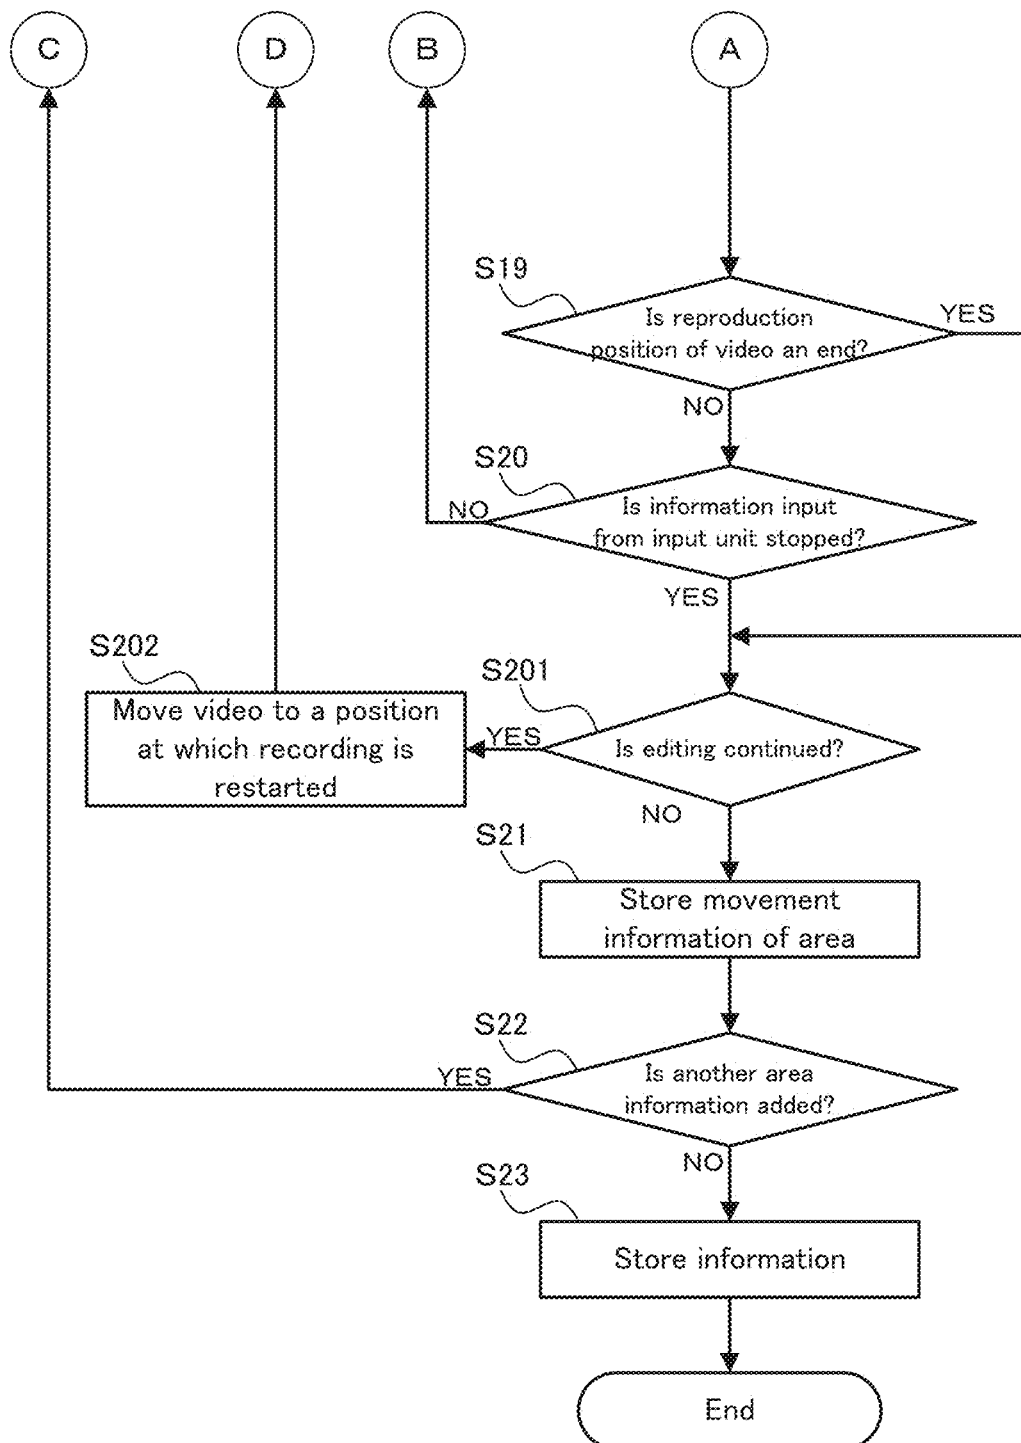 C
D
B
A
S19
Is reproduction
position of video an end?
YES
NO
S20
Is information input
from input unit stopped?
NO
YES
S202
Move video to a position
at which recording is
restarted
S201
Is editing continued?
YES
NO
S21
Store movement
information of area
S22
Is another area
information added?
YES
NO
S23
Store information
End